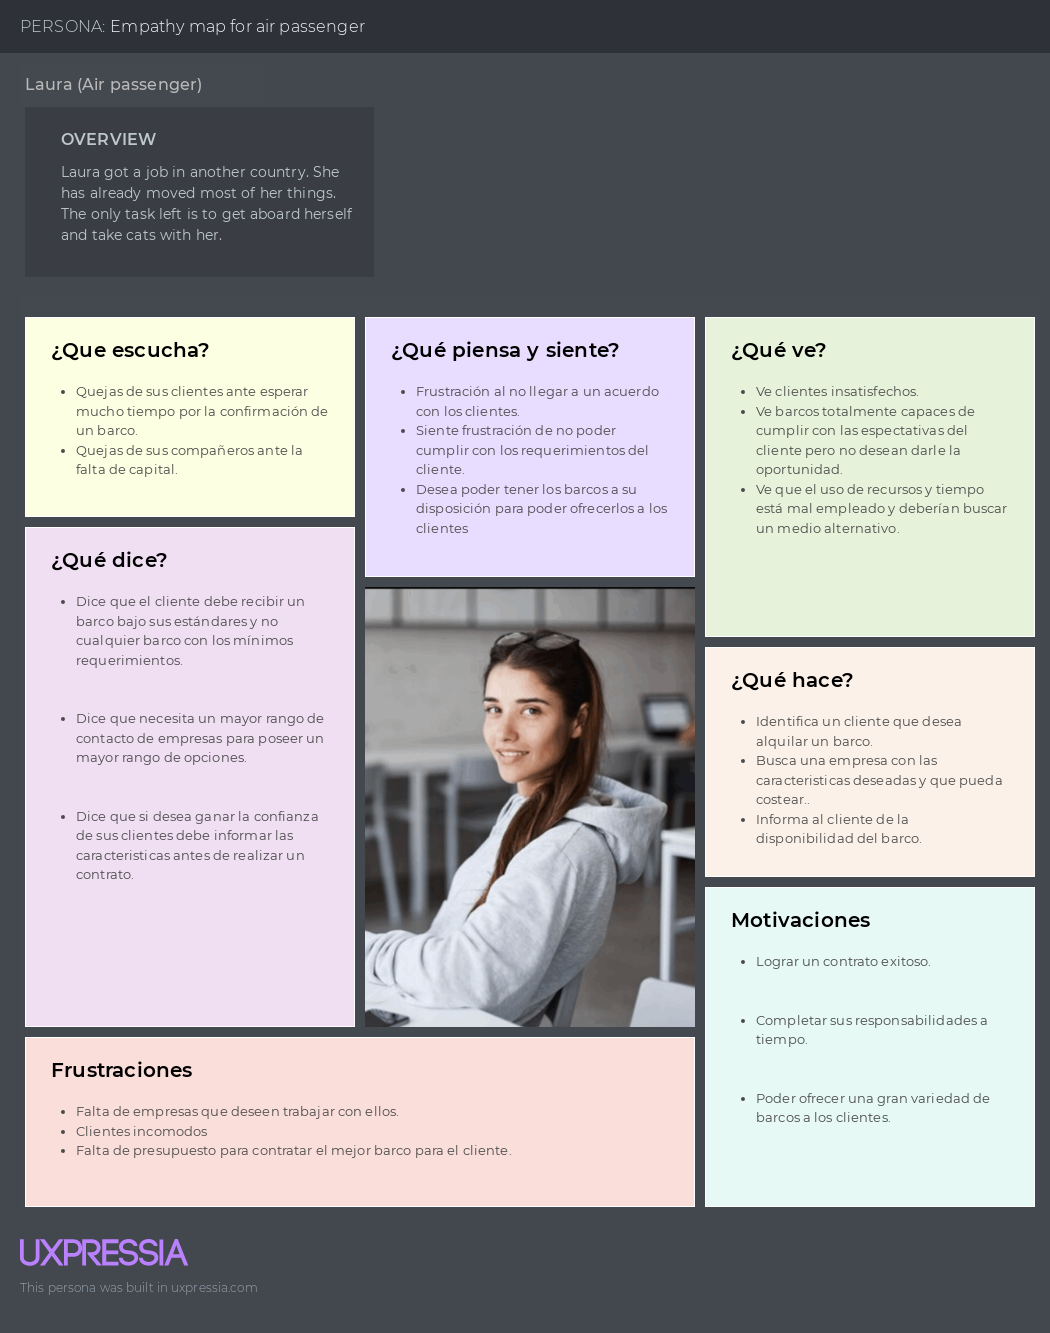 PERSONA: Empathy map for air passenger
Laura (Air passenger)
OVERVIEW
Laura got a job in another country. She
has already moved most of her things.
The only task left is to get aboard herself
and take cats with her.
¿Que escucha?
• Quejas de sus clientes ante esperar
mucho tiempo por la confirmación de
un barco.
• Quejas de sus compañeros ante la
falta de capital.
¿Qué piensa y siente?
• Frustración al no llegar a un acuerdo
con los clientes.
• Siente frustración de no poder
cumplir con los requerimientos del
cliente.
• Desea poder tener los barcos a su
disposición para poder ofrecerlos a los
clientes
¿Qué ve?
• Ve clientes insatisfechos.
• Ve barcos totalmente capaces de
cumplir con las espectativas del
cliente pero no desean darle la
oportunidad.
• Ve que el uso de recursos y tiempo
está mal empleado y deberían buscar
un medio alternativo.
¿Qué dice?
• Dice que el cliente debe recibir un
barco bajo sus estándares y no
cualquier barco con los mínimos
requerimientos.
• Dice que necesita un mayor rango de
contacto de empresas para poseer un
mayor rango de opciones.
• Dice que si desea ganar la confianza
de sus clientes debe informar las
caracteristicas antes de realizar un
contrato.
¿Qué hace?
• Identifica un cliente que desea
alquilar un barco.
• Busca una empresa con las
caracteristicas deseadas y que pueda
costear..
• Informa al cliente de la
disponibilidad del barco.
Motivaciones
• Lograr un contrato exitoso.
• Completar sus responsabilidades a
tiempo.
• Poder ofrecer una gran variedad de
barcos a los clientes.
Frustraciones
• Falta de empresas que deseen trabajar con ellos.
• Clientes incomodos
• Falta de presupuesto para contratar el mejor barco para el cliente.
UXPRESSIA
This persona was built in uxpressia.com